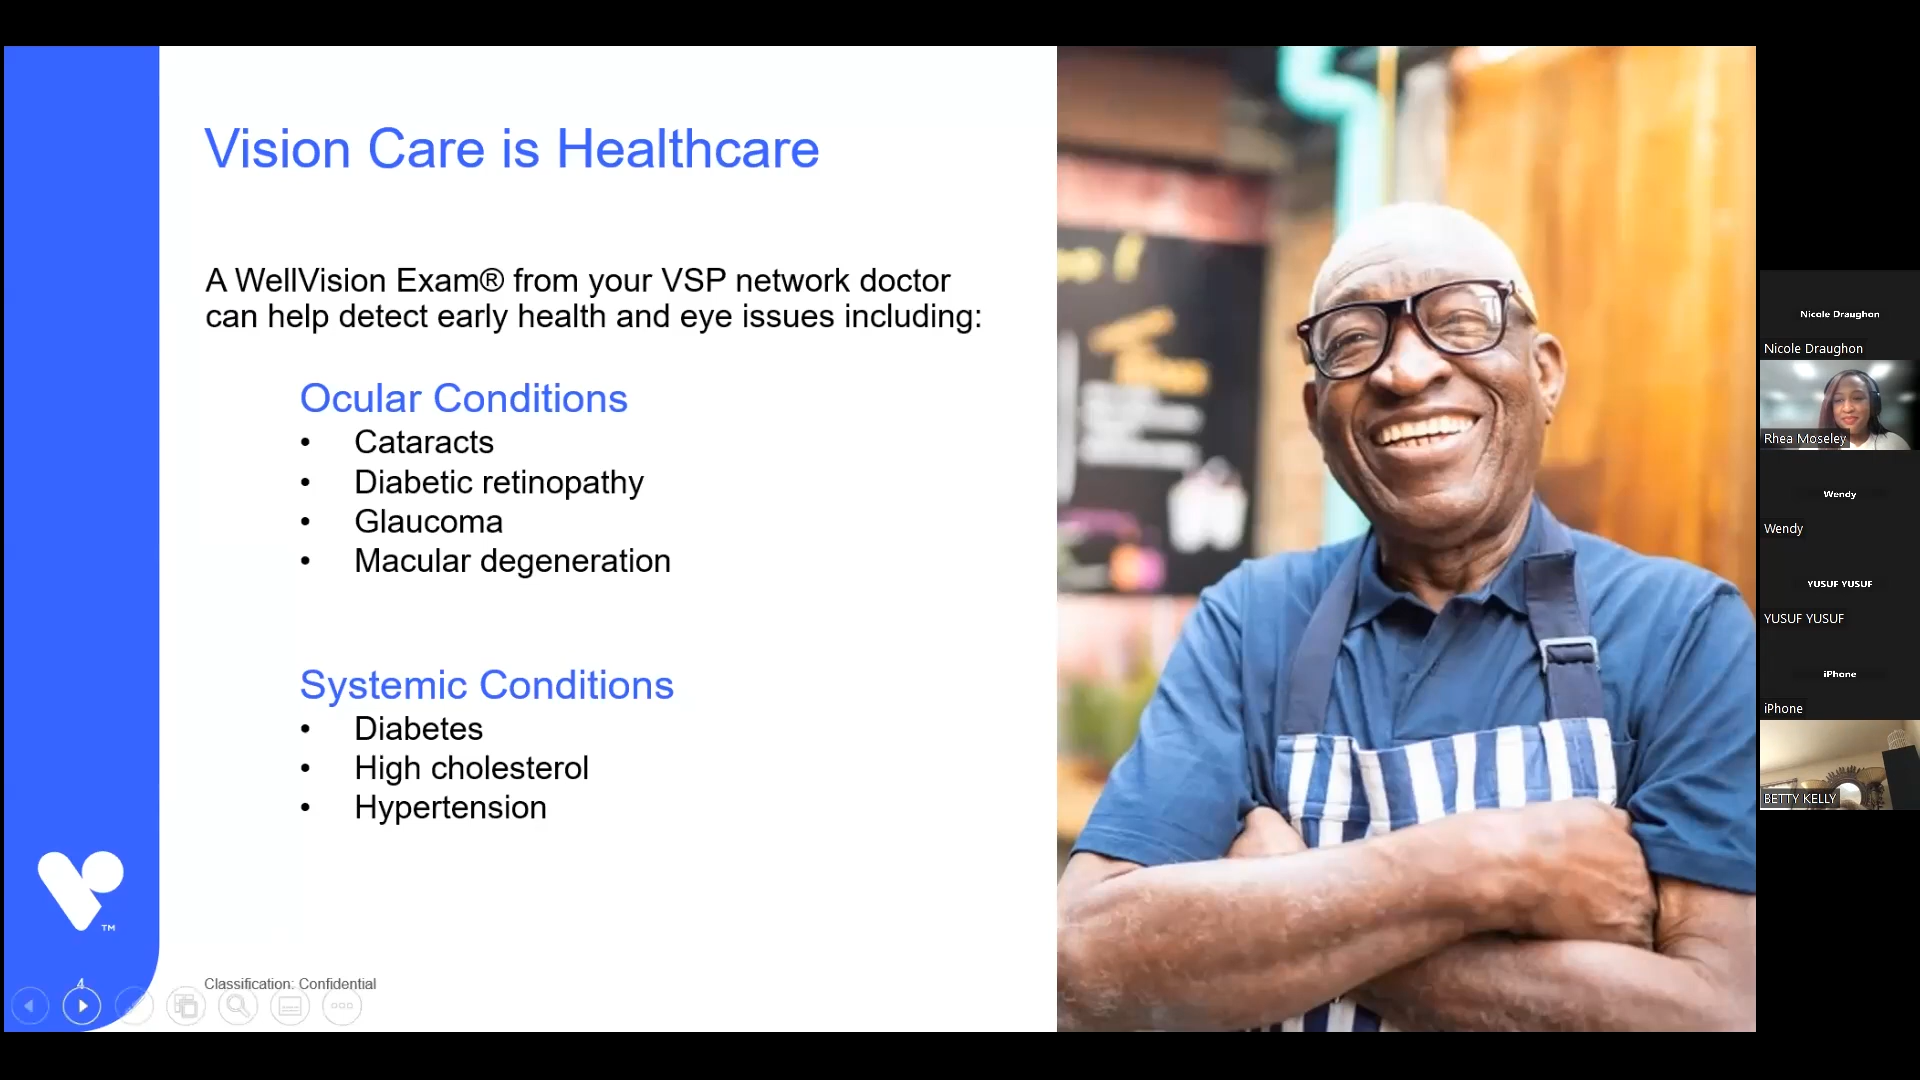 Vision Care is Healthcare
A WellVision Exam® from your VSP network doctor
can help detect early health and eye issues including:
Ocular Conditions
• Cataracts
• Diabetic retinopathy
• Glaucoma
• Macular degeneration
Systemic Conditions
• Diabetes
• High cholesterol
• Hypertension
TM
4
Classification: Confidential
Nicole Draughon
Nicole Draughon
Rhea Moseley
Wendy
Wendy
YUSUF YUSUF
YUSUF YUSUF
iPhone
iPhone
BETTY KELLY